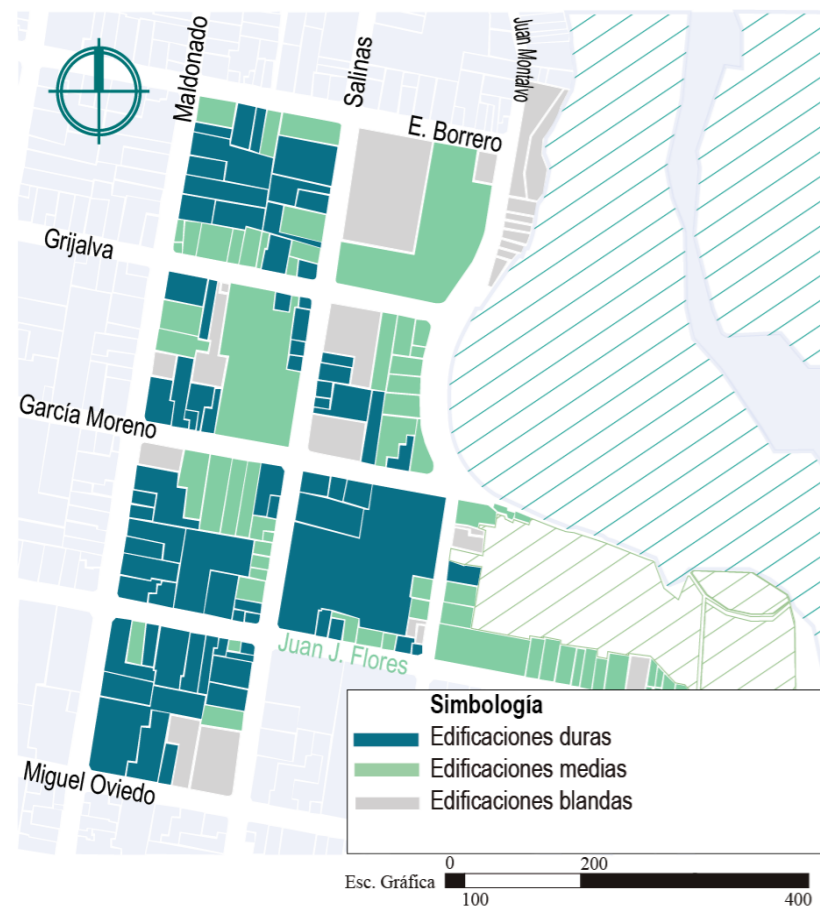 Maldonado
Salinas
Juan Montalvo
E. Borrero
Grijalva
García Moreno
Juan J. Flores
Miguel Oviedo
Simbología
Edificaciones duras
Edificaciones medias
Edificaciones blandas
Esc. Gráfica
0 200
100 400